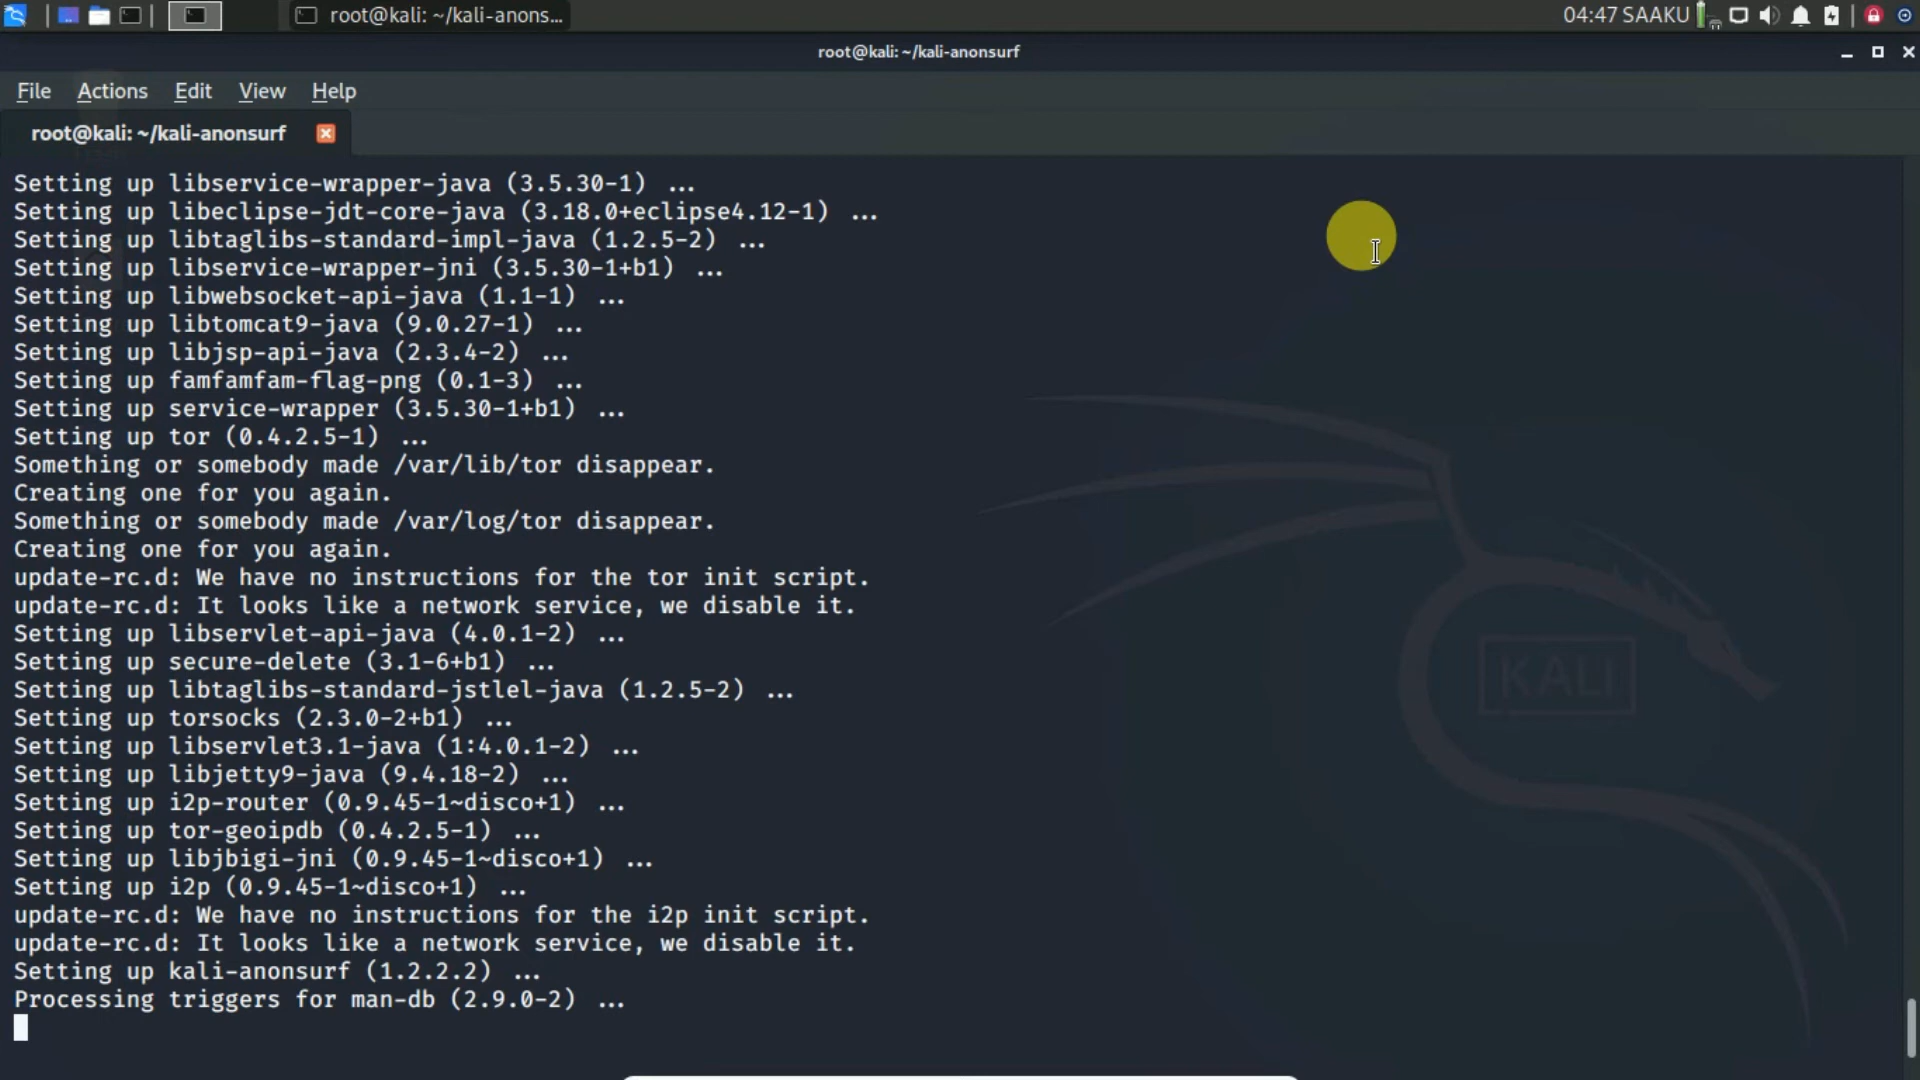 root@kali: ~/kali-anons...
04:47 SAAKU
root@kali: ~/kali-anonsurf
File Actions Edit View Help
root@kali: ~/kali-anonsurf
Setting up libservice-wrapper-java (3.5.30-1) ...
Setting up libeclipse-jdt-core-java (3.18.0+eclipse4.12-1) ...
Setting up libtaglibs-standard-impl-java (1.2.5-2) ...
Setting up libservice-wrapper-jni (3.5.30-1+b1) ...
Setting up libwebsocket-api-java (1.1-1) ...
Setting up libtomcat9-java (9.0.27-1) ...
Setting up libjsp-api-java (2.3.4-2) ...
Setting up famfamfam-flag-png (0.1-3) ...
Setting up service-wrapper (3.5.30-1+b1) ...
Setting up tor (0.4.2.5-1) ...
Something or somebody made /var/lib/tor disappear.
Creating one for you again.
Something or somebody made /var/log/tor disappear.
Creating one for you again.
update-rc.d: We have no instructions for the tor init script.
update-rc.d: It looks like a network service, we disable it.
Setting up libservlet-api-java (4.0.1-2) ...
Setting up secure-delete (3.1-6+b1) ...
Setting up libtaglibs-standard-jstlel-java (1.2.5-2) ...
Setting up torsocks (2.3.0-2+b1) ...
Setting up libservlet3.1-java (1:4.0.1-2) ...
Setting up libjetty9-java (9.4.18-2) ...
Setting up i2p-router (0.9.45-1~disco+1) ...
Setting up tor-geoipdb (0.4.2.5-1) ...
Setting up libjbigi-jni (0.9.45-1~disco+1) ...
Setting up i2p (0.9.45-1~disco+1) ...
update-rc.d: We have no instructions for the i2p init script.
update-rc.d: It looks like a network service, we disable it.
Setting up kali-anonsurf (1.2.2.2) ...
Processing triggers for man-db (2.9.0-2) ...
KALI